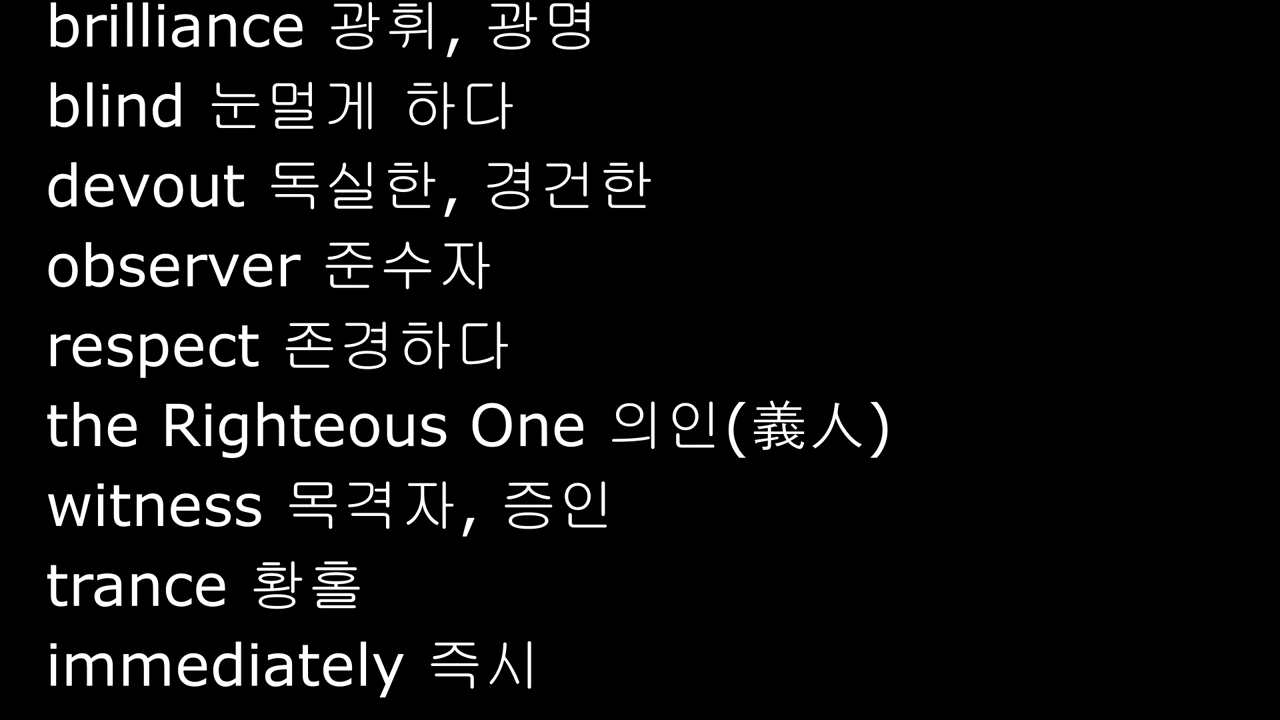 brilliance 광휘, 광명
blind 눈멀게 하다
devout 독실한, 경건한
observer 준수자
respect 존경하다
the Righteous One 의인(義人)
witness 목격자, 증인
trance 황홀
immediately 즉시